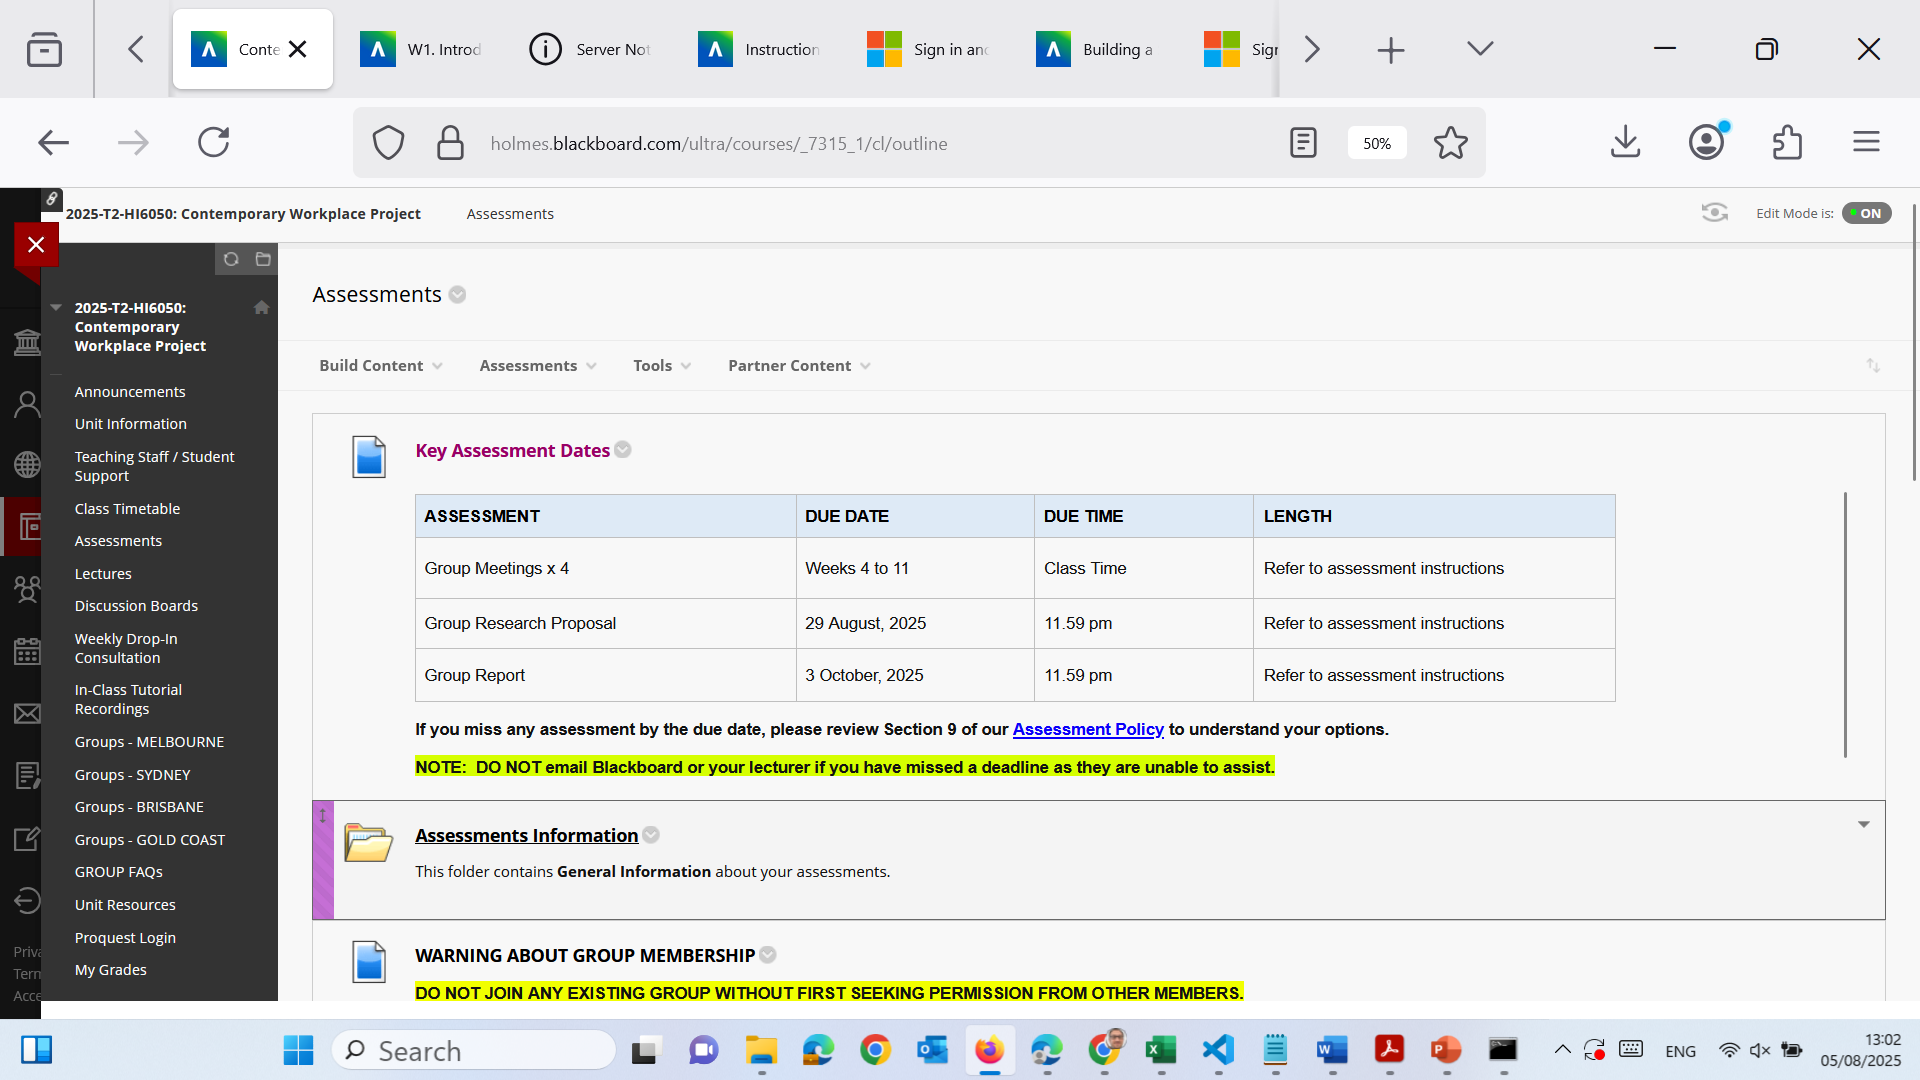 Conte
W1. Introd
Server Not
Instruction
Sign in and
Building a
Sign
holmes.blackboard.com/ultra/courses/_7315_1/cl/outline
50%
2025-T2-HI6050: Contemporary Workplace Project
Assessments
Edit Mode is:
ON
2025-T2-HI6050:
Contemporary
Workplace Project
Announcements
Unit Information
Teaching Staff / Student
Support
Class Timetable
Assessments
Lectures
Discussion Boards
Weekly Drop-In
Consultation
In-Class Tutorial
Recordings
Groups - MELBOURNE
Groups - SYDNEY
Groups - BRISBANE
Groups - GOLD COAST
GROUP FAQs
Unit Resources
Proquest Login
My Grades
Priva
Term
Acce
Assessments
Build Content
Assessments
Tools
Partner Content
Key Assessment Dates
ASSESSMENT DUE DATE DUE TIME LENGTH
Group Meetings x 4 Weeks 4 to 11 Class Time Refer to assessment instructions
Group Research Proposal 29 August, 2025 11.59 pm Refer to assessment instructions
Group Report 3 October, 2025 11.59 pm Refer to assessment instructions
If you miss any assessment by the due date, please review Section 9 of our Assessment Policy to understand your options.
NOTE: DO NOT email Blackboard or your lecturer if you have missed a deadline as they are unable to assist.
Assessments Information
This folder contains General Information about your assessments.
WARNING ABOUT GROUP MEMBERSHIP
DO NOT JOIN ANY EXISTING GROUP WITHOUT FIRST SEEKING PERMISSION FROM OTHER MEMBERS.
Search
ENG
13:02
05/08/2025